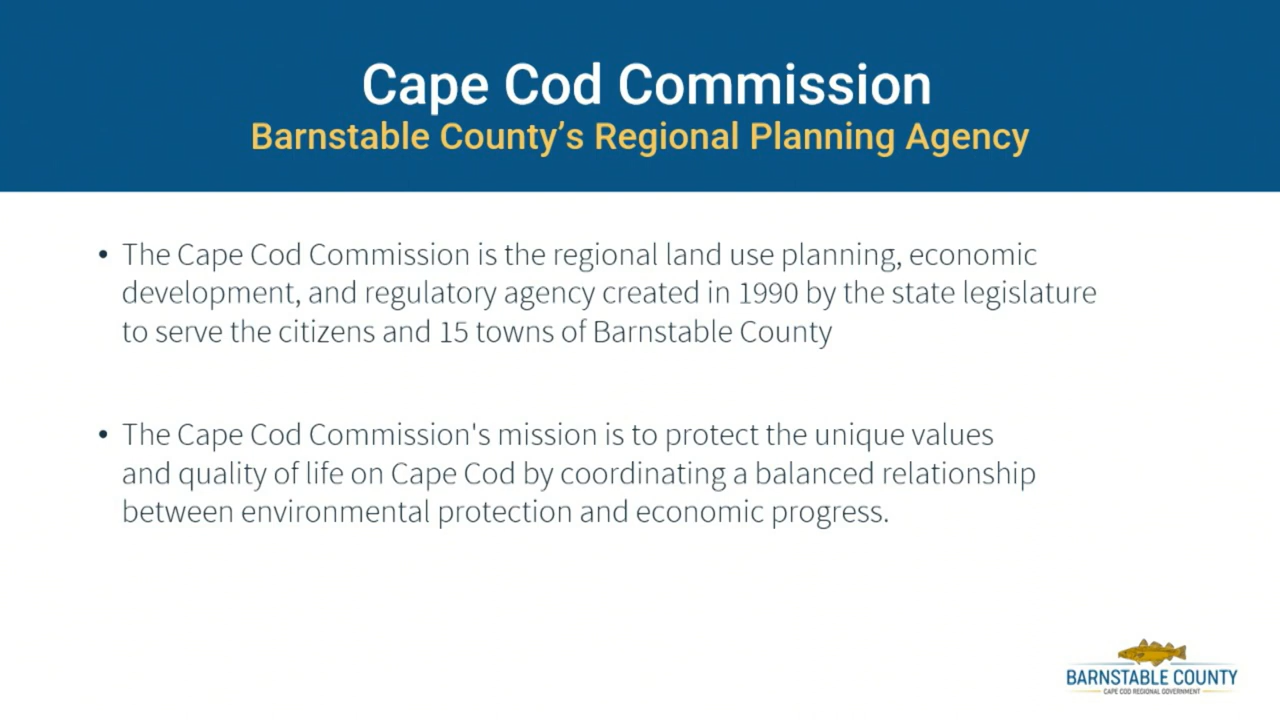 Cape Cod Commission
Barnstable County’s Regional Planning Agency
• The Cape Cod Commission is the regional land use planning, economic
development, and regulatory agency created in 1990 by the state legislature
to serve the citizens and 15 towns of Barnstable County
• The Cape Cod Commission's mission is to protect the unique values
and quality of life on Cape Cod by coordinating a balanced relationship
between environmental protection and economic progress.
BARNSTABLE COUNTY
CAPE COD REGIONAL GOVERNMENT